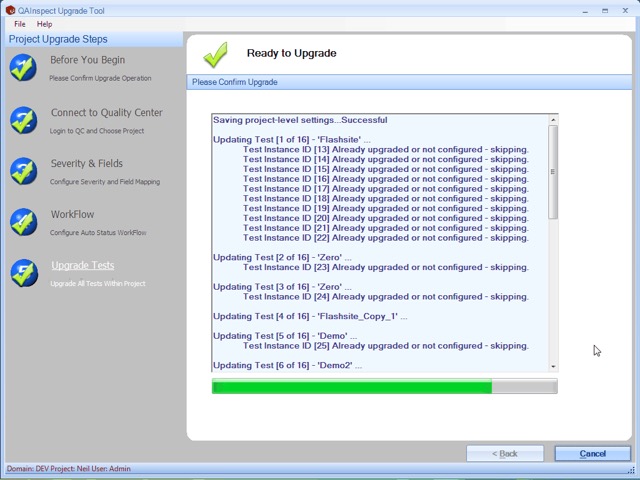 QAInspect Upgrade Tool
File Help
Project Upgrade Steps
Before You Begin
Please Confirm Upgrade Operation
Connect to Quality Center
Login to QC and Choose Project
Severity & Fields
Configure Severity and Field Mapping
WorkFlow
Configure Auto Status WorkFlow
Upgrade Tests
Upgrade All Tests Within Project
Ready to Upgrade
Please Confirm Upgrade
Saving project-level settings...Successful
Updating Test [1 of 16] - 'Flashsite' ...
Test Instance ID [13] Already upgraded or not configured - skipping.
Test Instance ID [14] Already upgraded or not configured - skipping.
Test Instance ID [15] Already upgraded or not configured - skipping.
Test Instance ID [16] Already upgraded or not configured - skipping.
Test Instance ID [17] Already upgraded or not configured - skipping.
Test Instance ID [18] Already upgraded or not configured - skipping.
Test Instance ID [19] Already upgraded or not configured - skipping.
Test Instance ID [20] Already upgraded or not configured - skipping.
Test Instance ID [21] Already upgraded or not configured - skipping.
Test Instance ID [22] Already upgraded or not configured - skipping.
Updating Test [2 of 16] - 'Zero' ...
Test Instance ID [23] Already upgraded or not configured - skipping.
Updating Test [3 of 16] - 'Zero' ...
Test Instance ID [24] Already upgraded or not configured - skipping.
Updating Test [4 of 16] - 'Flashsite_Copy_1' ...
Updating Test [5 of 16] - 'Demo' ...
Test Instance ID [25] Already upgraded or not configured - skipping.
Updating Test [6 of 16] - 'Demo2' ...
< Back
Cancel
Domain: DEV Project: Neil User: Admin